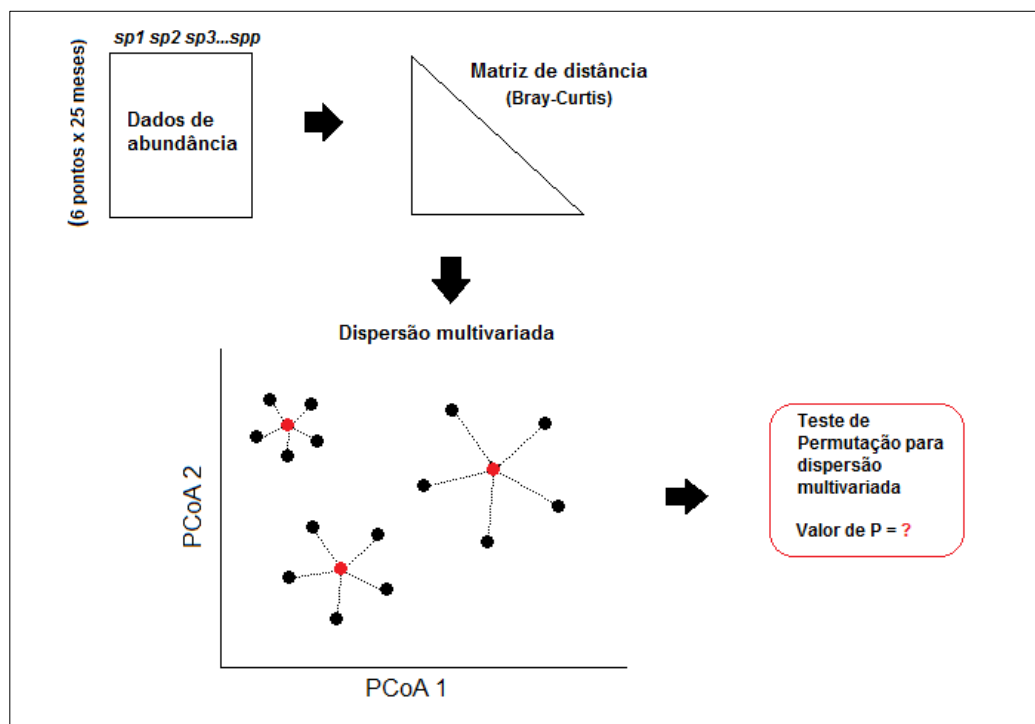 sp1 sp2 sp3...spp
(6 pontos x 25 meses)
Dados de
abundância
Matriz de distância
(Bray-Curtis)
Dispersão multivariada
PCoA 2
PCoA 1
Teste de
Permutação para
dispersão
multivariada
Valor de P = ?